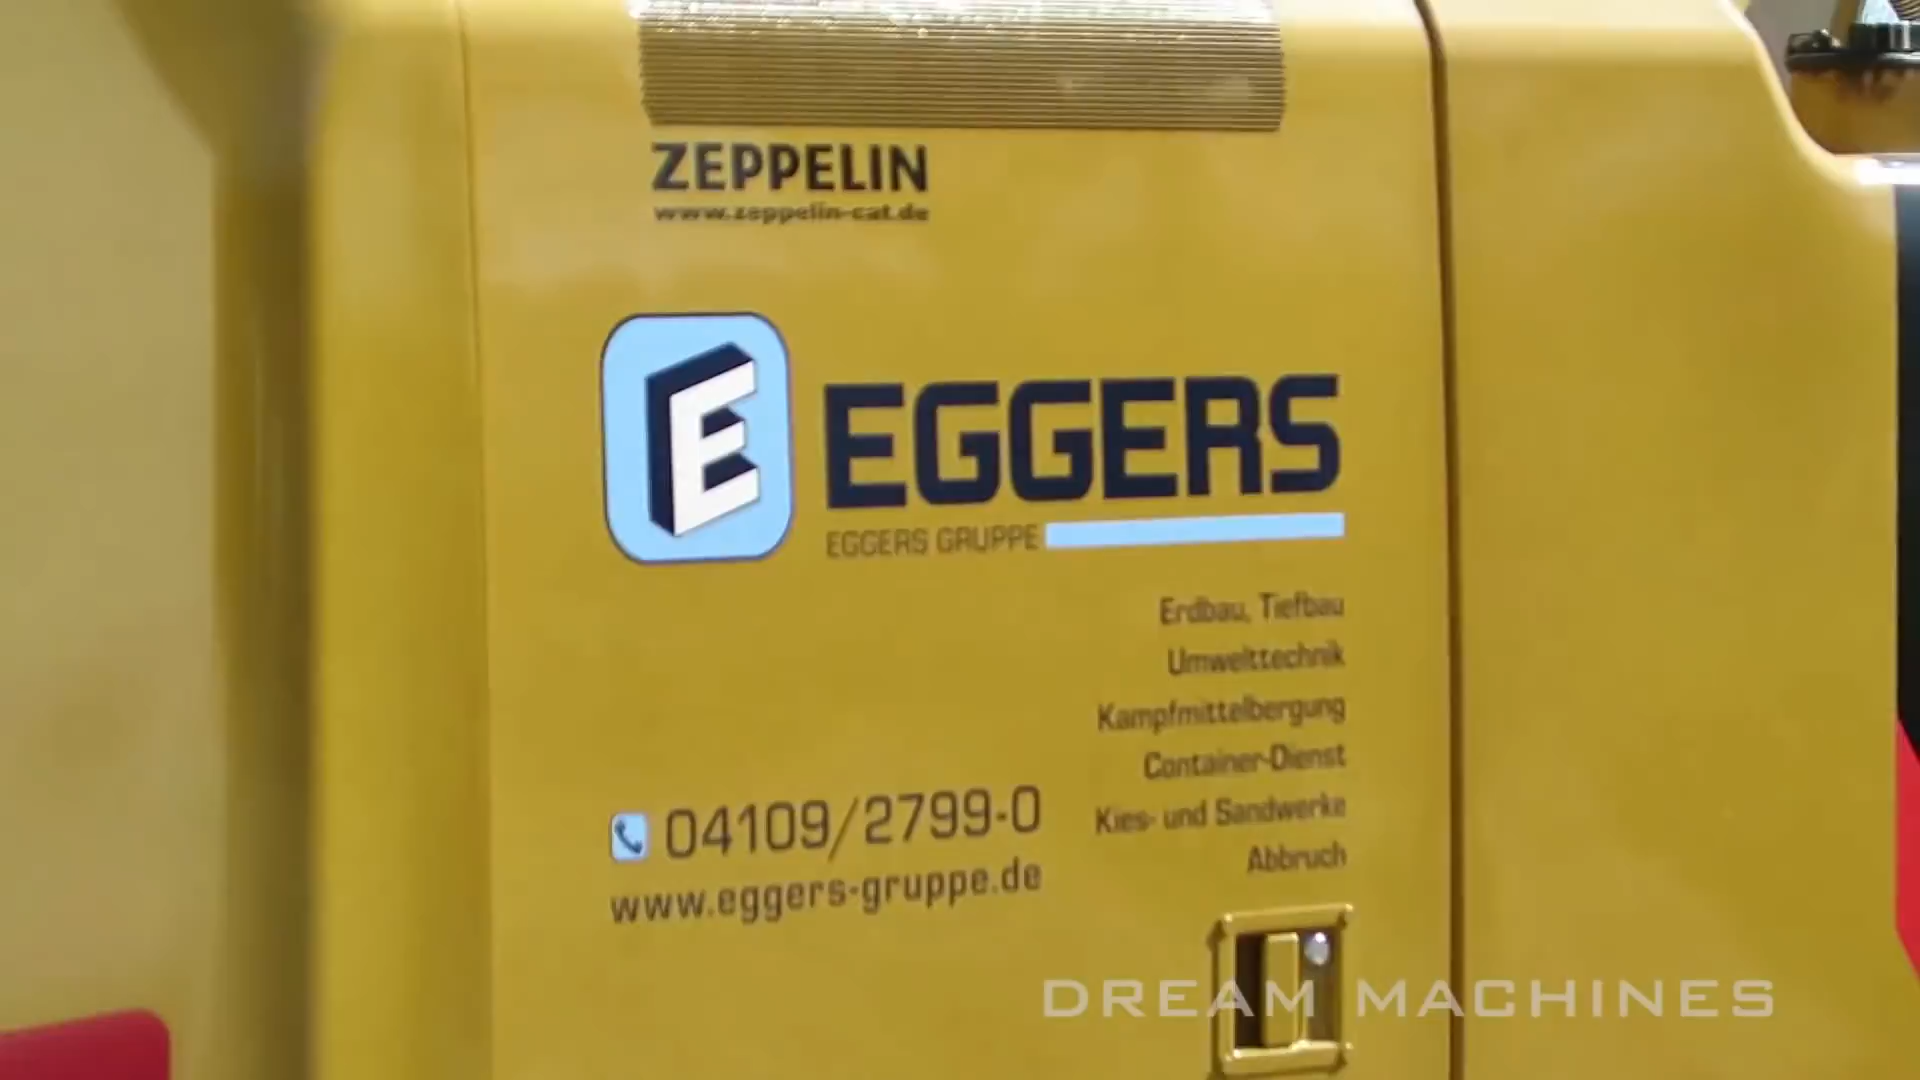 ZEPPELIN
www.zeppelin-cat.de
E EGGERS
EGGERS GRUPPE
Erdbau, Tiefbau
Umwelttechnik
Kampfmittelbergung
Container-Dienst
Kies- und Sandwerke
Abbruch
04109/2799-0
www.eggers-gruppe.de
DREAM MACHINES